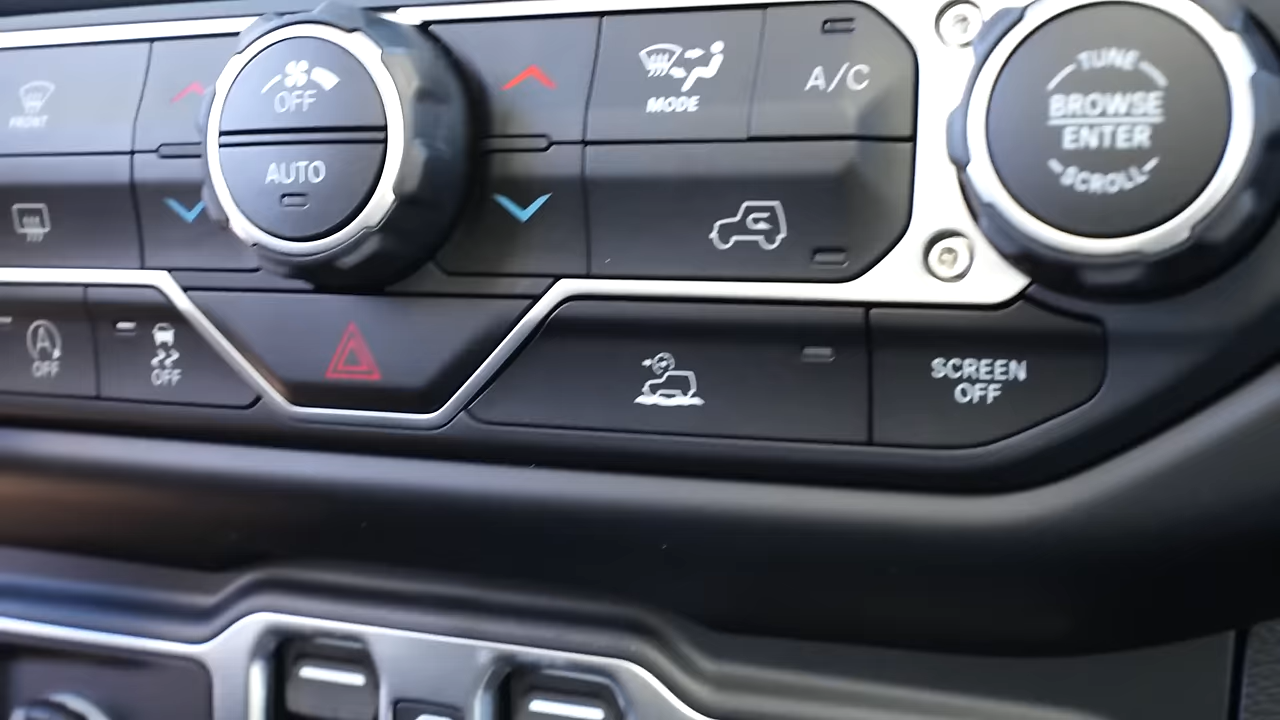 FRONT
OFF
AUTO
MODE
A/C
TUNE
BROWSE
ENTER
SCROLL
A
OFF
OFF
SCREEN
OFF